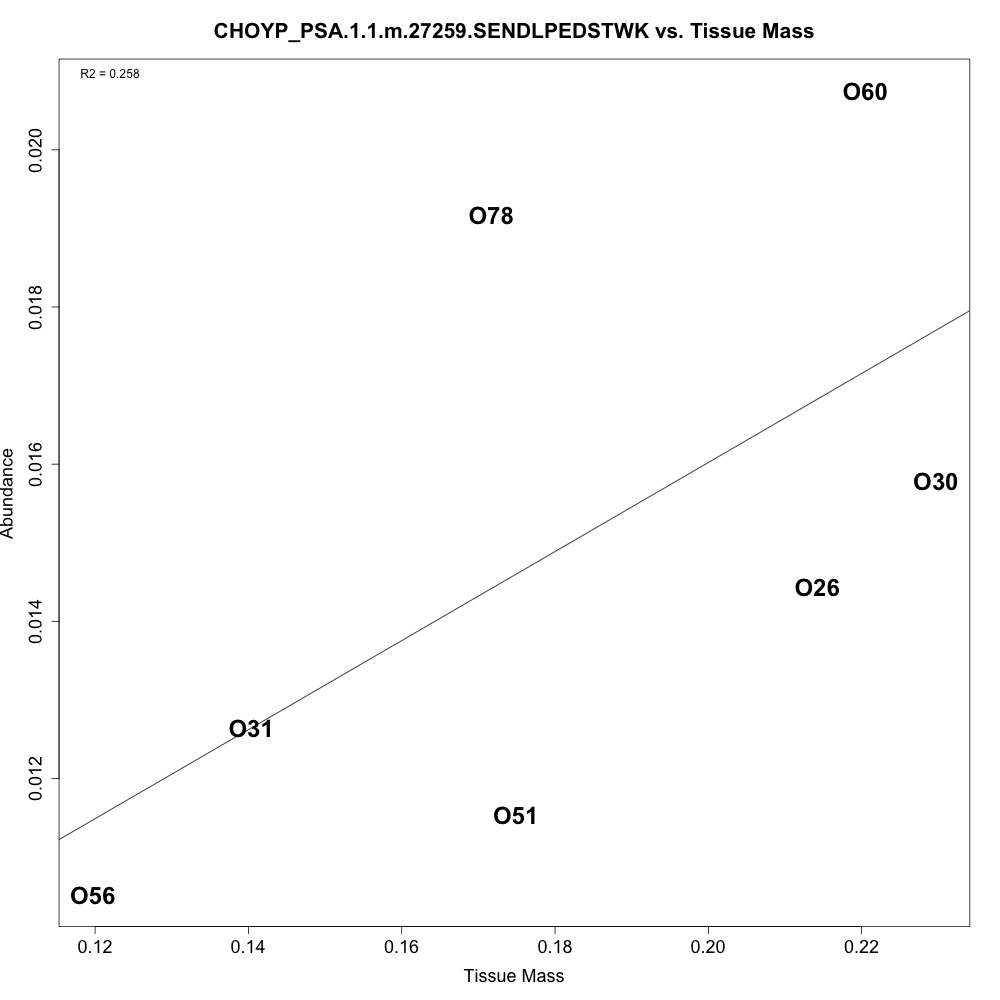 CHOYP_PSA.1.1.m.27259.SENDLPEDSTWK vs. Tissue Mass
R2 = 0.258
O60
O78
O30
O26
O31
O51
O56
0.020
0.018
0.016
0.014
0.012
Abundance
0.12 0.14 0.16 0.18 0.20 0.22
Tissue Mass